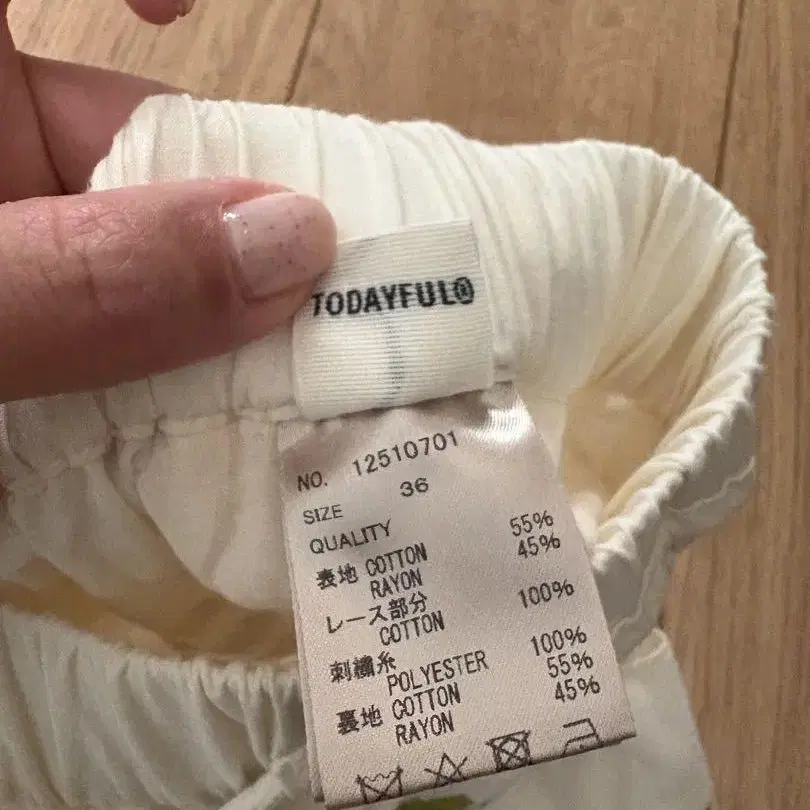 TODAYFUL®
NO. 12510701
SIZE 36
QUALITY
表地 COTTON 55%
RAYON 45%
レース部分
COTTON 100%
刺繍糸
POLYESTER 100%
裏地 COTTON 55%
RAYON 45%